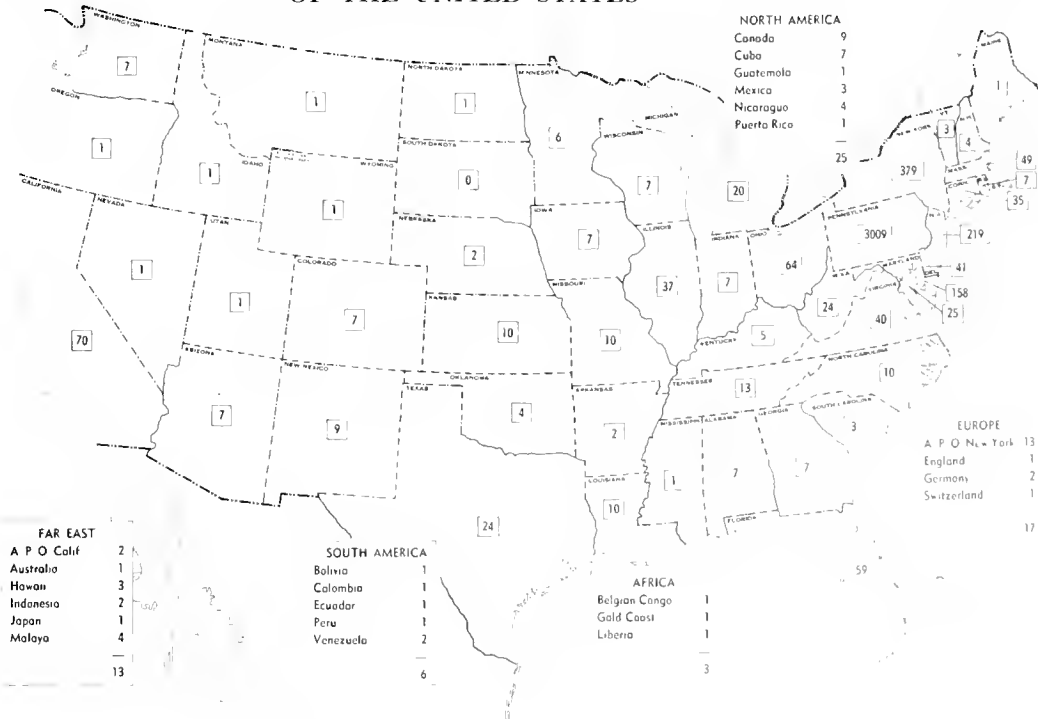 OF THE UNITED STATES
NORTH AMERICA
Canada 9
Cuba 7
Guatemala 1
Mexico 3
Nicaragua 4
Puerto Rico 1
25
WASHINGTON
7
MONTANA
1
NORTH DAKOTA
1
MINNESOTA
6
MICHIGAN
20
WISCONSIN
7
MAINE
1
VT
3
N.H.
4
NEW YORK
379
MASS
49
R I
7
CONN
35
OREGON
1
IDAHO
1
WYOMING
1
SOUTH DAKOTA
0
NEBRASKA
2
IOWA
7
ILLINOIS
37
INDIANA
7
OHIO
64
PENNSYLVANIA
3009
N J
219
MARYLAND
DEL
41
158
25
W VA
24
VIRGINIA
40
CALIFORNIA
70
NEVADA
1
UTAH
1
COLORADO
7
KANSAS
10
MISSOURI
10
KENTUCKY
5
NORTH CAROLINA
10
TENNESSEE
13
SOUTH CAROLINA
3
ARIZONA
7
NEW MEXICO
9
OKLAHOMA
4
TEXAS
24
ARKANSAS
2
LOUISIANA
10
MISSISSIPPI
1
ALABAMA
7
GEORGIA
7
FLORIDA
59
EUROPE
A P O New York 13
England 1
Germany 2
Switzerland 1
17
FAR EAST
A P O Calif 2
Australia 1
Hawaii 3
Indonesia 2
Japan 1
Malaya 4
13
SOUTH AMERICA
Bolivia 1
Colombia 1
Ecuador 1
Peru 1
Venezuela 2
6
AFRICA
Belgian Congo 1
Gold Coast 1
Liberia 1
3